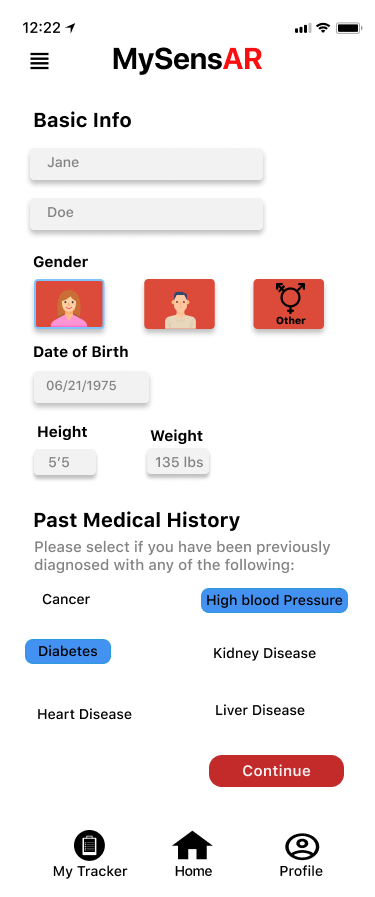 12:22
MySensAR
Basic Info
Jane
Doe
Gender
Other
Date of Birth
06/21/1975
Height
Weight
5’5
135 lbs
Past Medical History
Please select if you have been previously
diagnosed with any of the following:
Cancer
High blood Pressure
Diabetes
Kidney Disease
Heart Disease
Liver Disease
Continue
My Tracker
Home
Profile